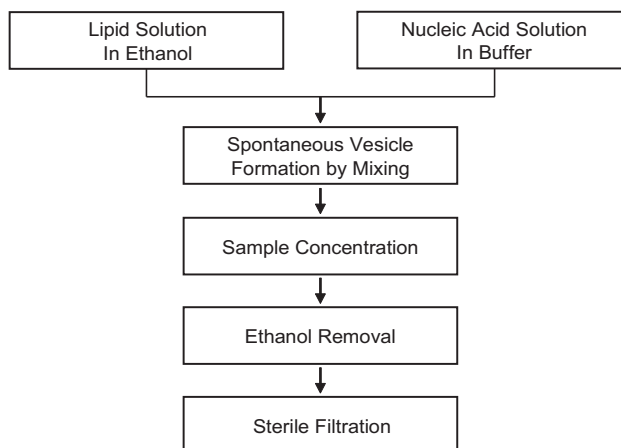 Lipid Solution
In Ethanol
Nucleic Acid Solution
In Buffer
Spontaneous Vesicle
Formation by Mixing
Sample Concentration
Ethanol Removal
Sterile Filtration